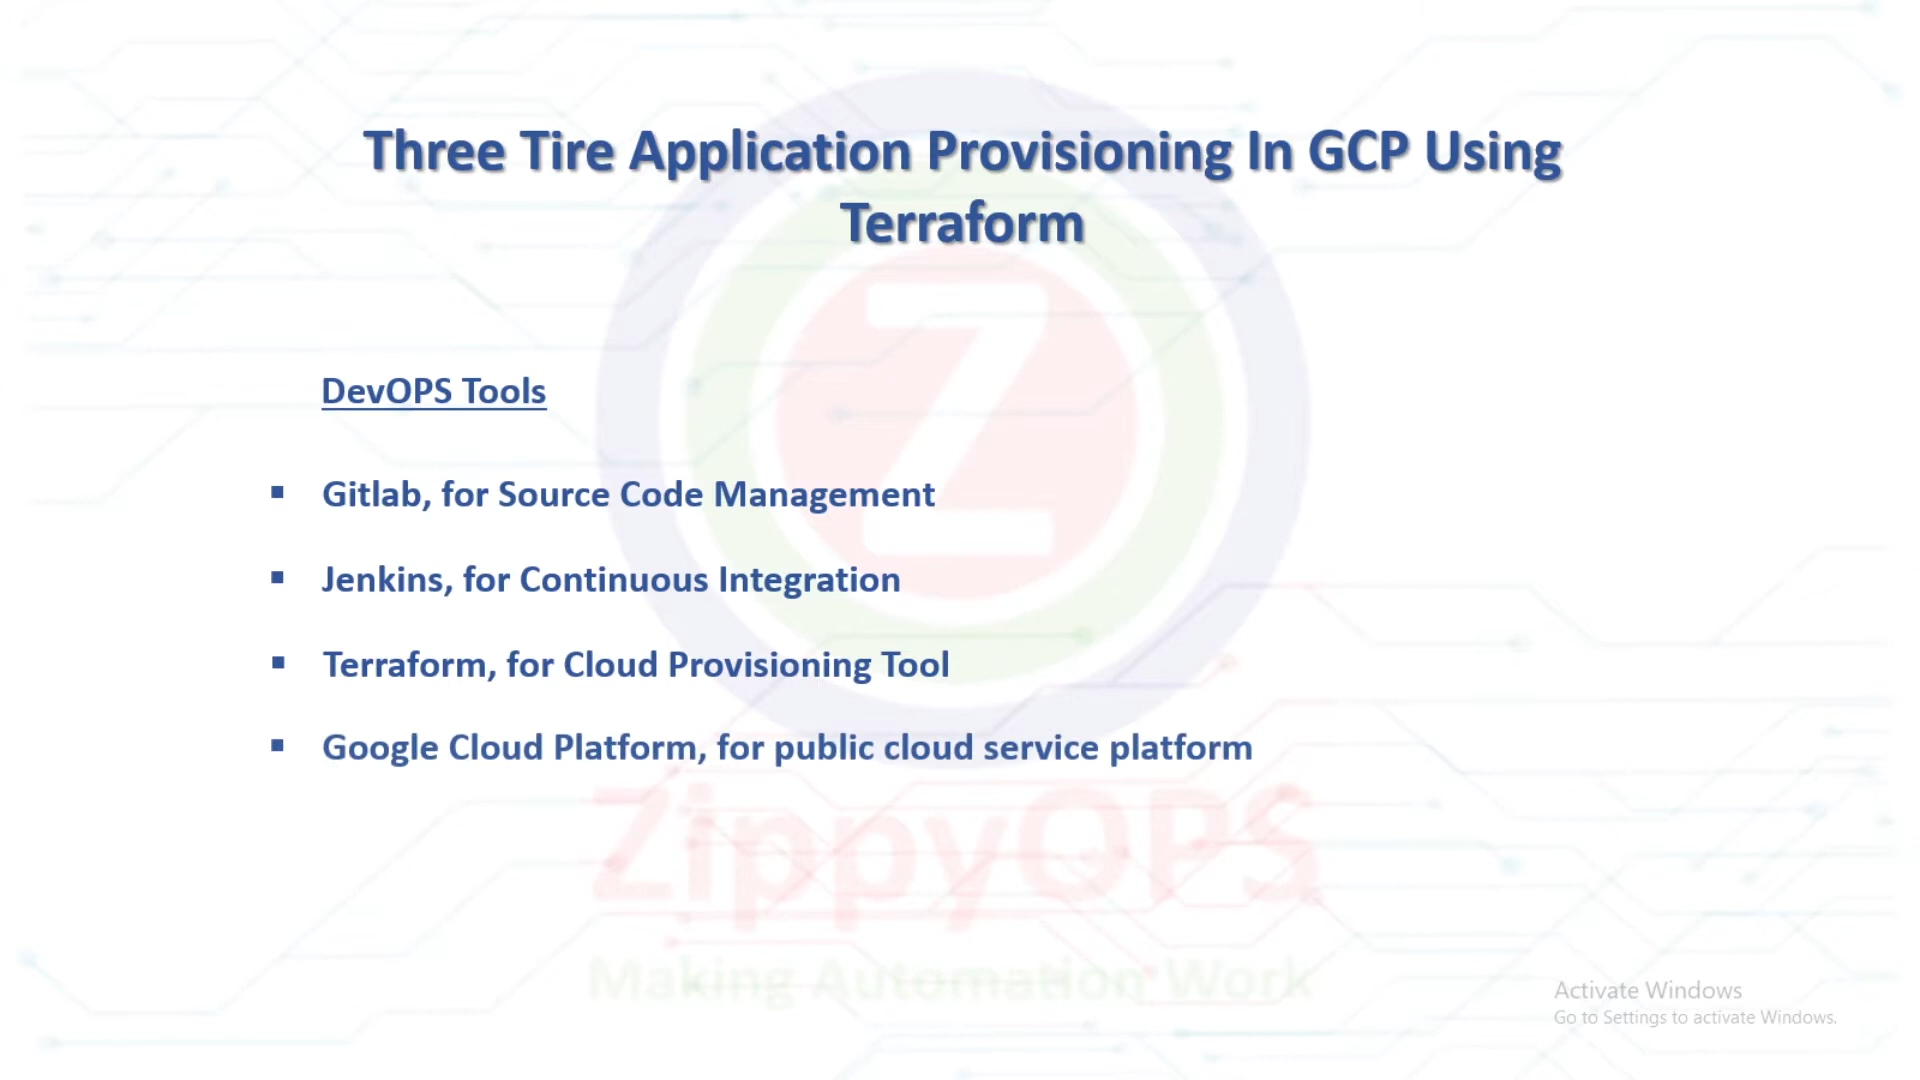 Three Tire Application Provisioning In GCP Using
Terraform
DevOPS Tools
▪ Gitlab, for Source Code Management
▪ Jenkins, for Continuous Integration
▪ Terraform, for Cloud Provisioning Tool
▪ Google Cloud Platform, for public cloud service platform
Z
ZippyOPS
Making Automation Work
Activate Windows
Go to Settings to activate Windows.